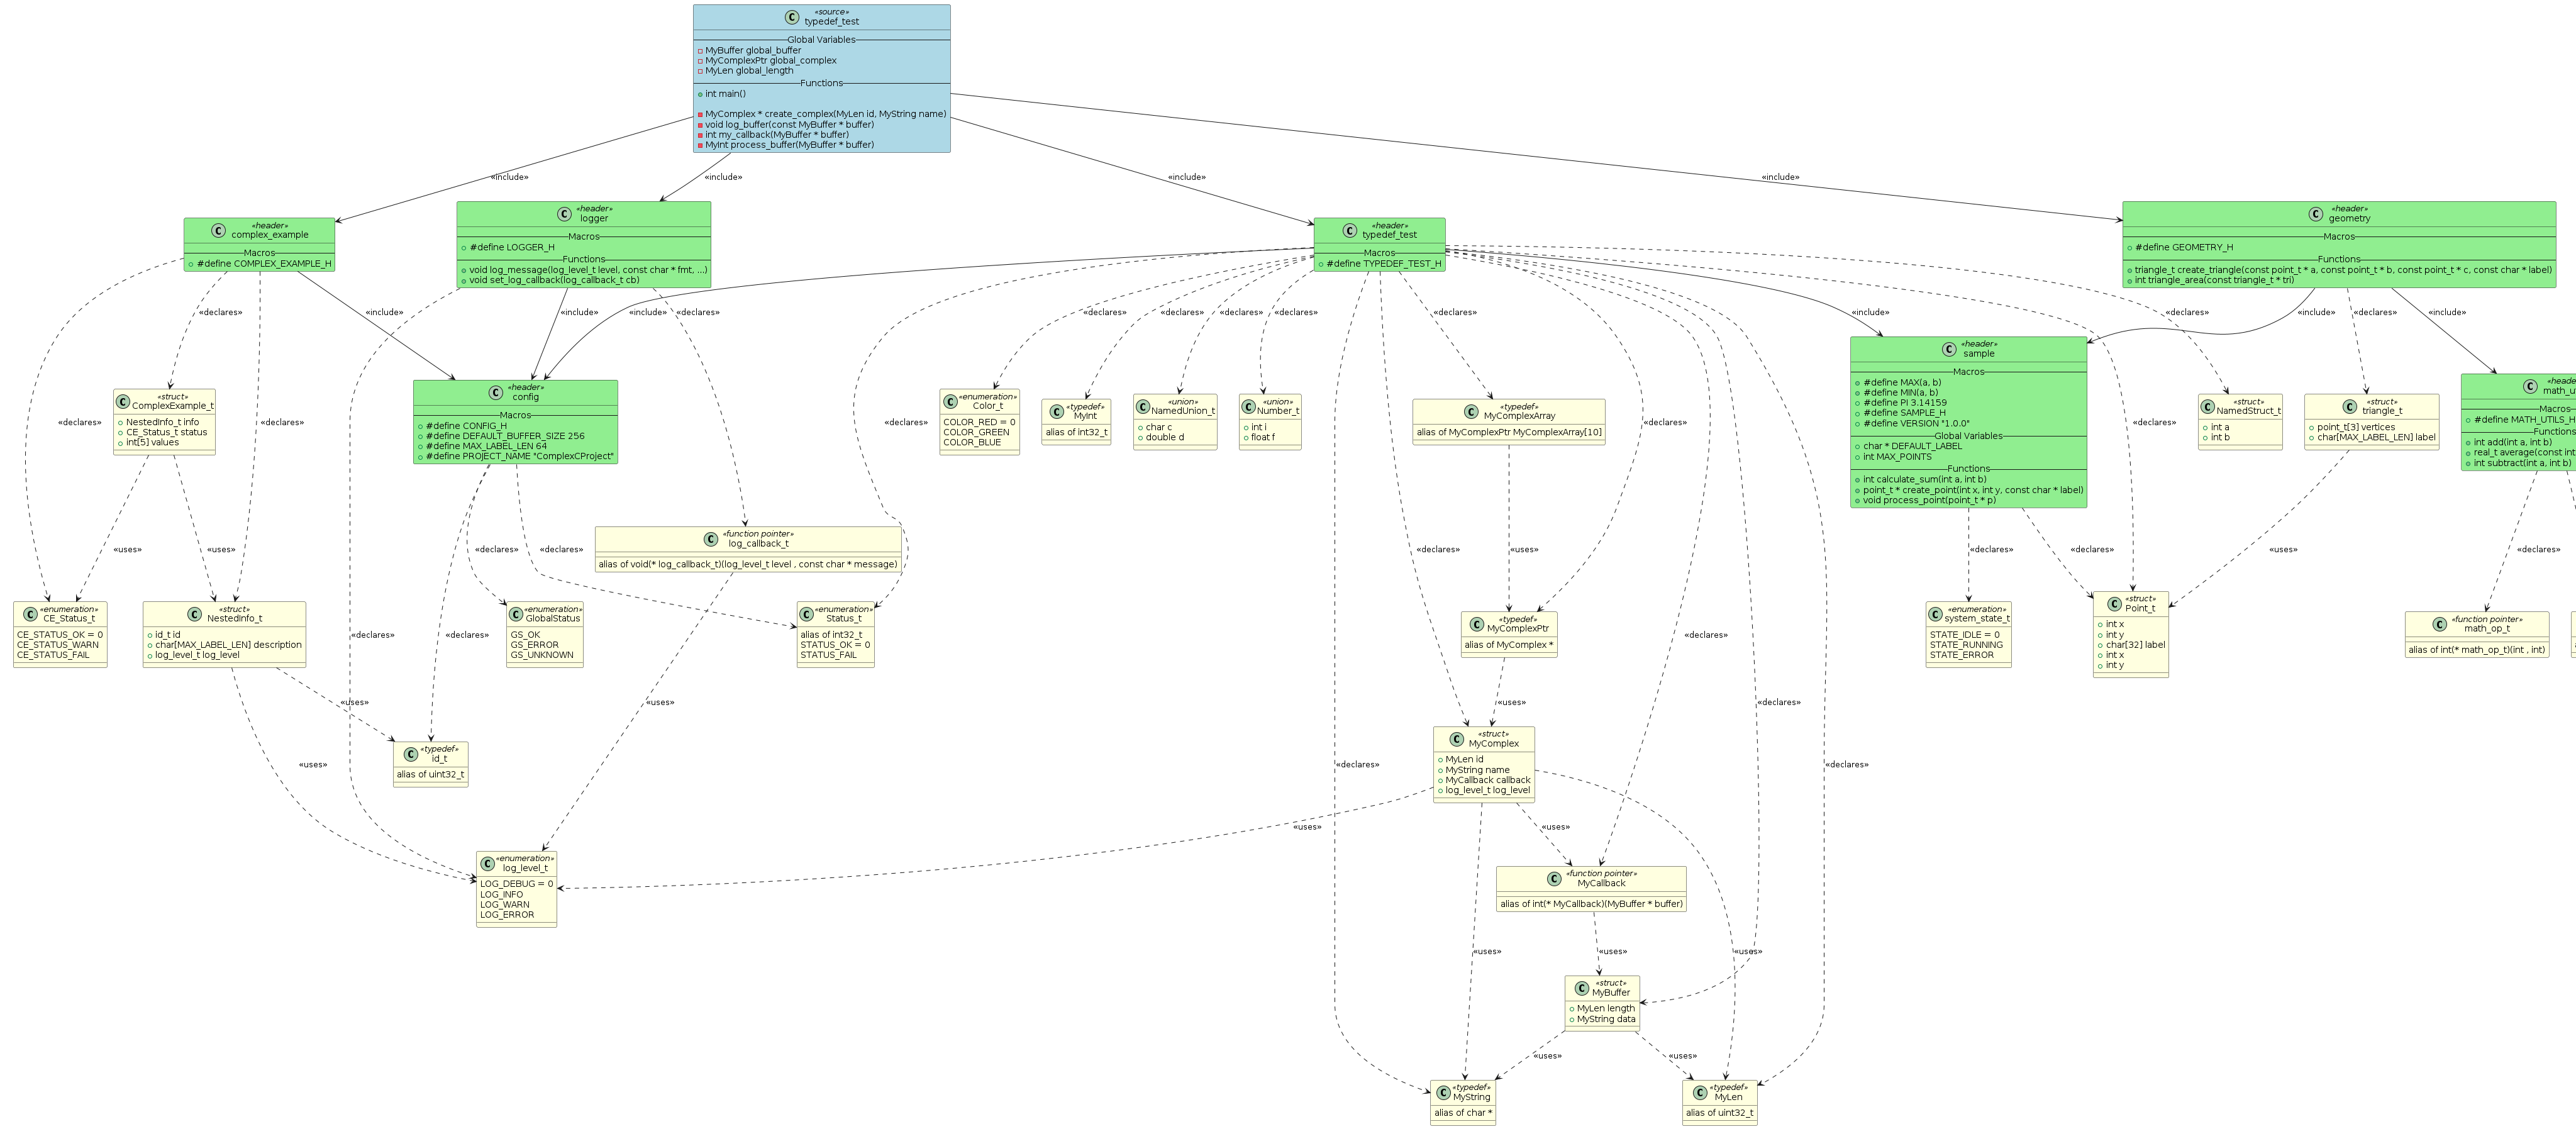 «source»
typedef_test
Global Variables
MyBuffer global_buffer
MyComplexPtr global_complex
MyLen global_length
Functions
int main()
MyComplex * create_complex(MyLen id, MyString name)
void log_buffer(const MyBuffer * buffer)
int my_callback(MyBuffer * buffer)
MyInt process_buffer(MyBuffer * buffer)
«include»
«include»
«include»
«include»
«header»
complex_example
Macros
#define COMPLEX_EXAMPLE_H
«header»
logger
Macros
#define LOGGER_H
Functions
void log_message(log_level_t level, const char * fmt, ...)
void set_log_callback(log_callback_t cb)
«header»
typedef_test
Macros
#define TYPEDEF_TEST_H
«header»
geometry
Macros
#define GEOMETRY_H
Functions
triangle_t create_triangle(const point_t * a, const point_t * b, const point_t * c, const char * label)
int triangle_area(const triangle_t * tri)
«declares»
«include»
«include»
«include»
«declares»
«declares»
«declares»
«declares»
«declares»
«declares»
«include»
«declares»
«declares»
«include»
«declares»
«include»
«declares»
«declares»
«declares»
«declares»
«struct»
ComplexExample_t
NestedInfo_t info
CE_Status_t status
int[5] values
«header»
config
Macros
#define CONFIG_H
#define DEFAULT_BUFFER_SIZE 256
#define MAX_LABEL_LEN 64
#define PROJECT_NAME "ComplexCProject"
«enumeration»
Color_t
COLOR_RED = 0
COLOR_GREEN
COLOR_BLUE
«typedef»
MyInt
alias of int32_t
«union»
NamedUnion_t
char c
double d
«union»
Number_t
int i
float f
«typedef»
MyComplexArray
alias of MyComplexPtr MyComplexArray[10]
«header»
sample
Macros
#define MAX(a, b)
#define MIN(a, b)
#define PI 3.14159
#define SAMPLE_H
#define VERSION "1.0.0"
Global Variables
char * DEFAULT_LABEL
int MAX_POINTS
Functions
int calculate_sum(int a, int b)
point_t * create_point(int x, int y, const char * label)
void process_point(point_t * p)
«struct»
NamedStruct_t
int a
int b
«struct»
triangle_t
point_t[3] vertices
char[MAX_LABEL_LEN] label
Macros
#define MATH_UTILS_H
Functions
int add(int a, int b)
real_t average(const int
int subtract(int a, int b)
«uses»
«uses»
«declares»
«declares»
«function pointer»
log_callback_t
alias of void(* log_callback_t)(log_level_t level , const char * message)
«uses»
«declares»
«declares»
«declares»
«uses»
«declares»
«enumeration»
CE_Status_t
CE_STATUS_OK = 0
CE_STATUS_WARN
CE_STATUS_FAIL
«struct»
NestedInfo_t
id_t id
char[MAX_LABEL_LEN] description
log_level_t log_level
«enumeration»
GlobalStatus
GS_OK
GS_ERROR
GS_UNKNOWN
«enumeration»
Status_t
alias of int32_t
STATUS_OK = 0
STATUS_FAIL
«typedef»
MyComplexPtr
alias of MyComplex *
«enumeration»
system_state_t
STATE_IDLE = 0
STATE_RUNNING
STATE_ERROR
«struct»
Point_t
int x
int y
char[32] label
int x
int y
«function pointer»
math_op_t
alias of int(* math_op_t)(int , int)
«declares»
«declares»
«declares»
«uses»
«uses»
«uses»
«declares»
«uses»
«declares»
«declares»
«typedef»
id_t
alias of uint32_t
«struct»
MyComplex
MyLen id
MyString name
MyCallback callback
log_level_t log_level
«uses»
«uses»
«enumeration»
log_level_t
LOG_DEBUG = 0
LOG_INFO
LOG_WARN
LOG_ERROR
«function pointer»
MyCallback
alias of int(* MyCallback)(MyBuffer * buffer)
«uses»
«uses»
«uses»
«struct»
MyBuffer
MyLen length
MyString data
«uses»
«uses»
«typedef»
MyString
alias of char *
«typedef»
MyLen
alias of uint32_t